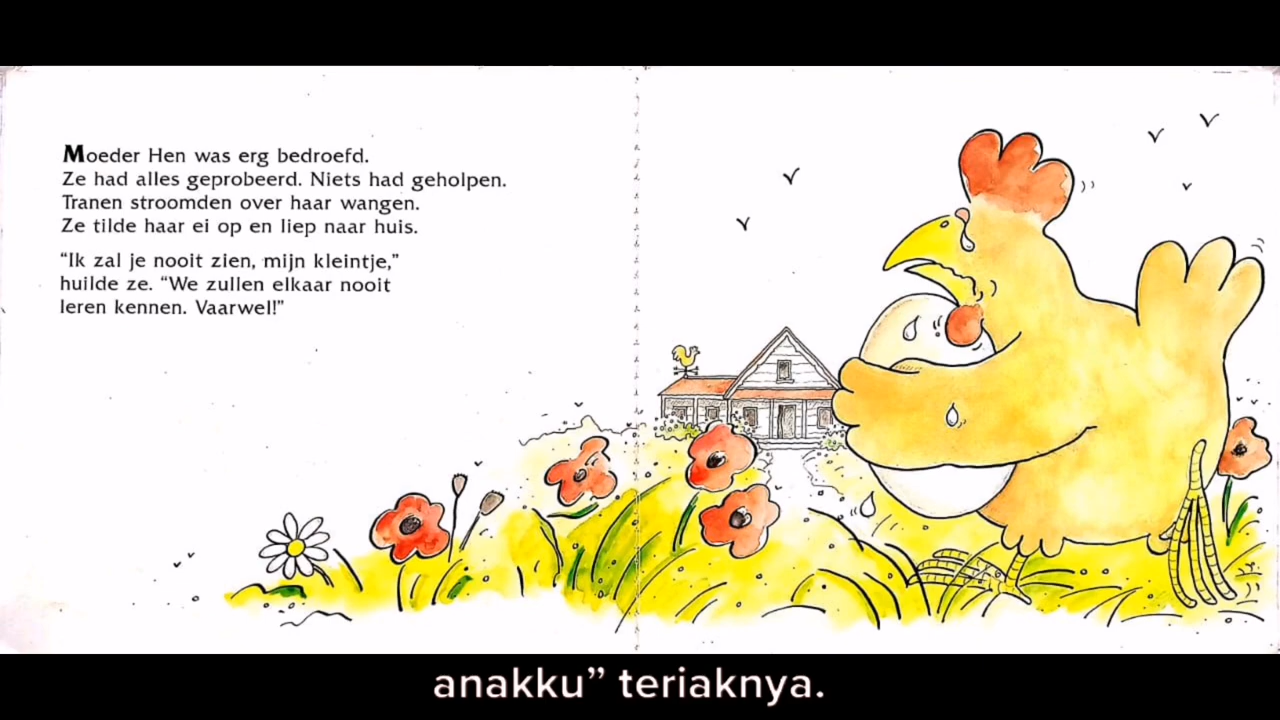 Moeder Hen was erg bedroefd.
Ze had alles geprobeerd. Niets had geholpen.
Tranen stroomden over haar wangen.
Ze tilde haar ei op en liep naar huis.
“Ik zal je nooit zien, mijn kleintje,”
huilde ze. “We zullen elkaar nooit
leren kennen. Vaarwel!”
anakku” teriaknya.